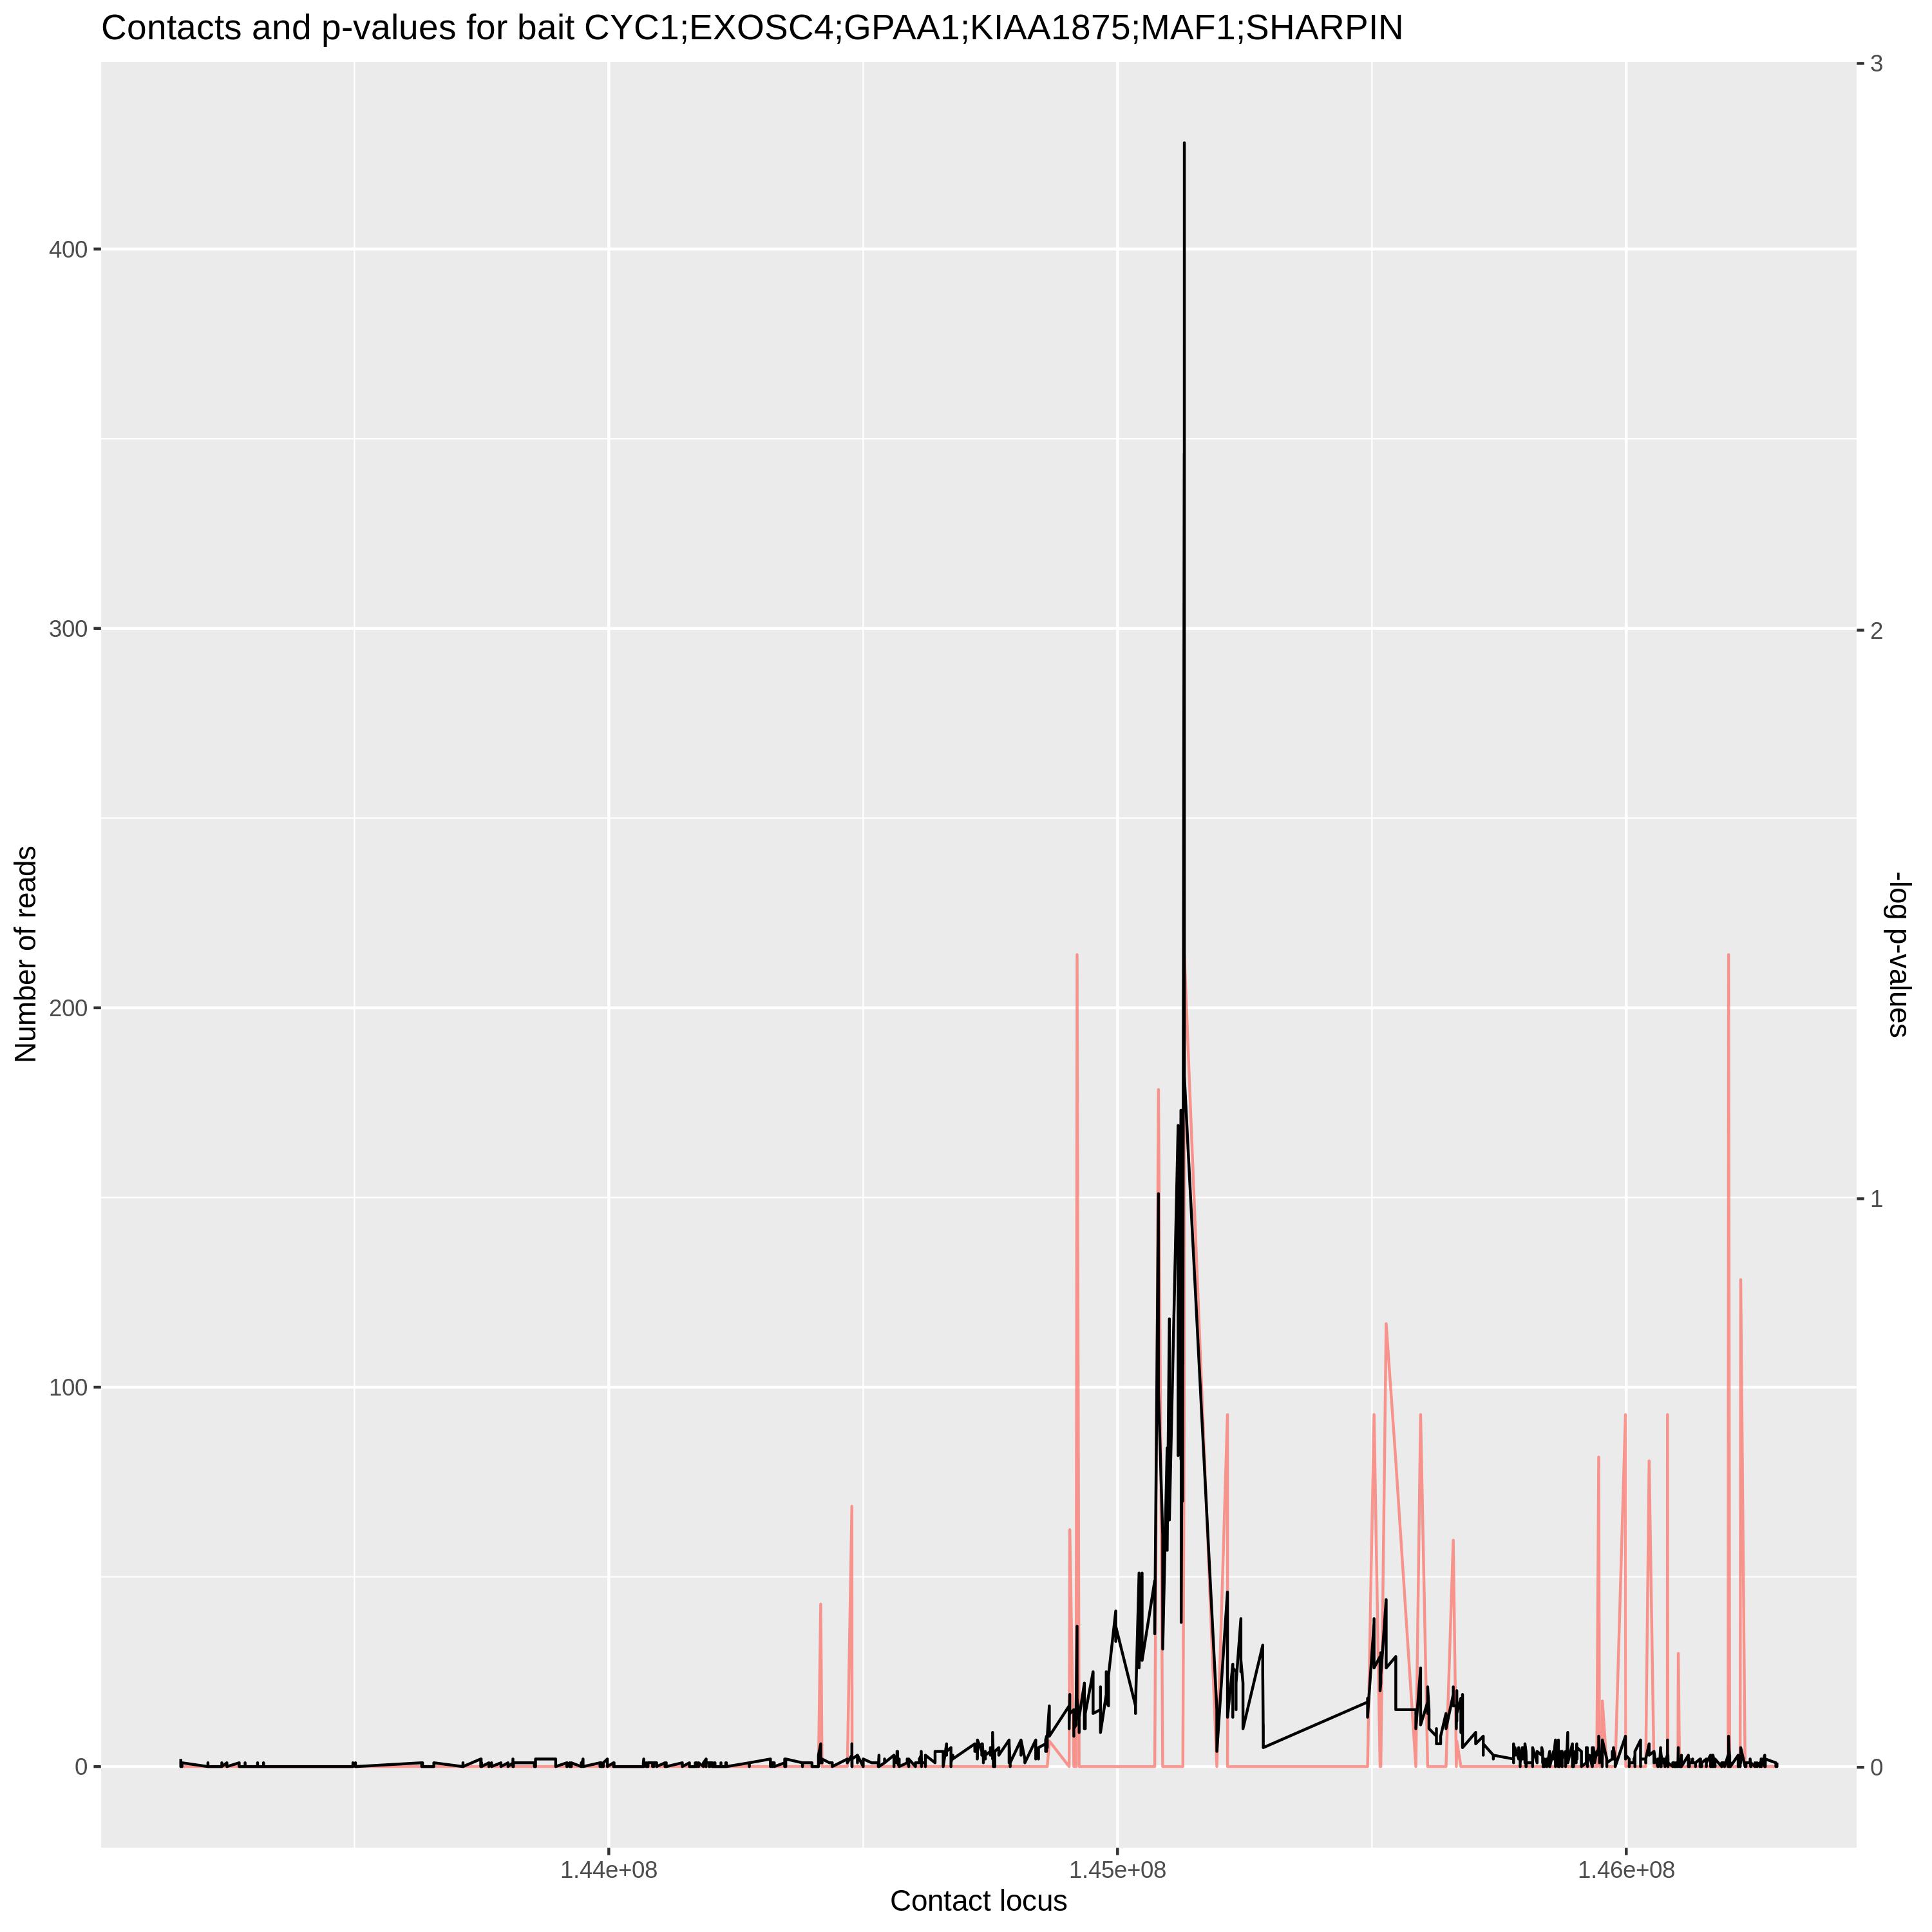 Contacts and p-values for bait CYC1;EXOSC4;GPAA1;KIAA1875;MAF1;SHARPIN
3
400
300
2
Number of reads
-log p-values
200
1
100
0
0
1.44e+08
1.45e+08
1.46e+08
Contact locus